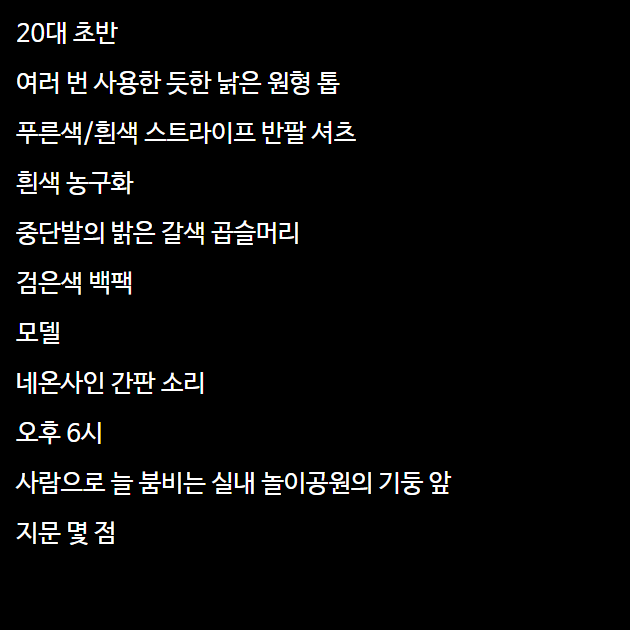 20대 초반
여러 번 사용한 듯한 낡은 원형 톱
푸른색/흰색 스트라이프 반팔 셔츠
흰색 농구화
중단발의 밝은 갈색 곱슬머리
검은색 백팩
모델
네온사인 간판 소리
오후 6시
사람으로 늘 붐비는 실내 놀이공원의 기둥 앞
지문 몇 점